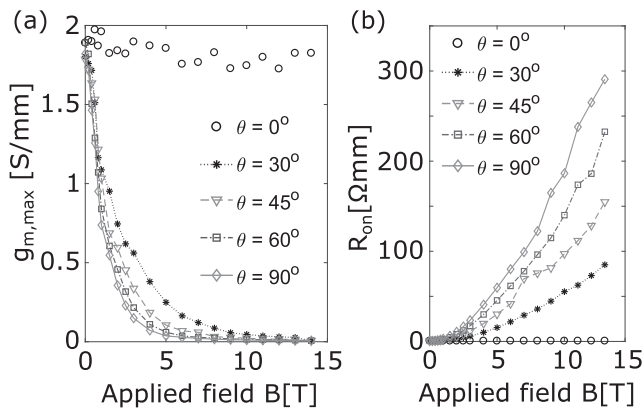 (a)
g_m,max [S/mm]
2
1.5
1
0.5
0
0 5 10 15
Applied field B[T]
θ = 0°
θ = 30°
θ = 45°
θ = 60°
θ = 90°
(b)
R_on[Ωmm]
300
200
100
0
0 5 10 15
Applied field B[T]
θ = 0°
θ = 30°
θ = 45°
θ = 60°
θ = 90°